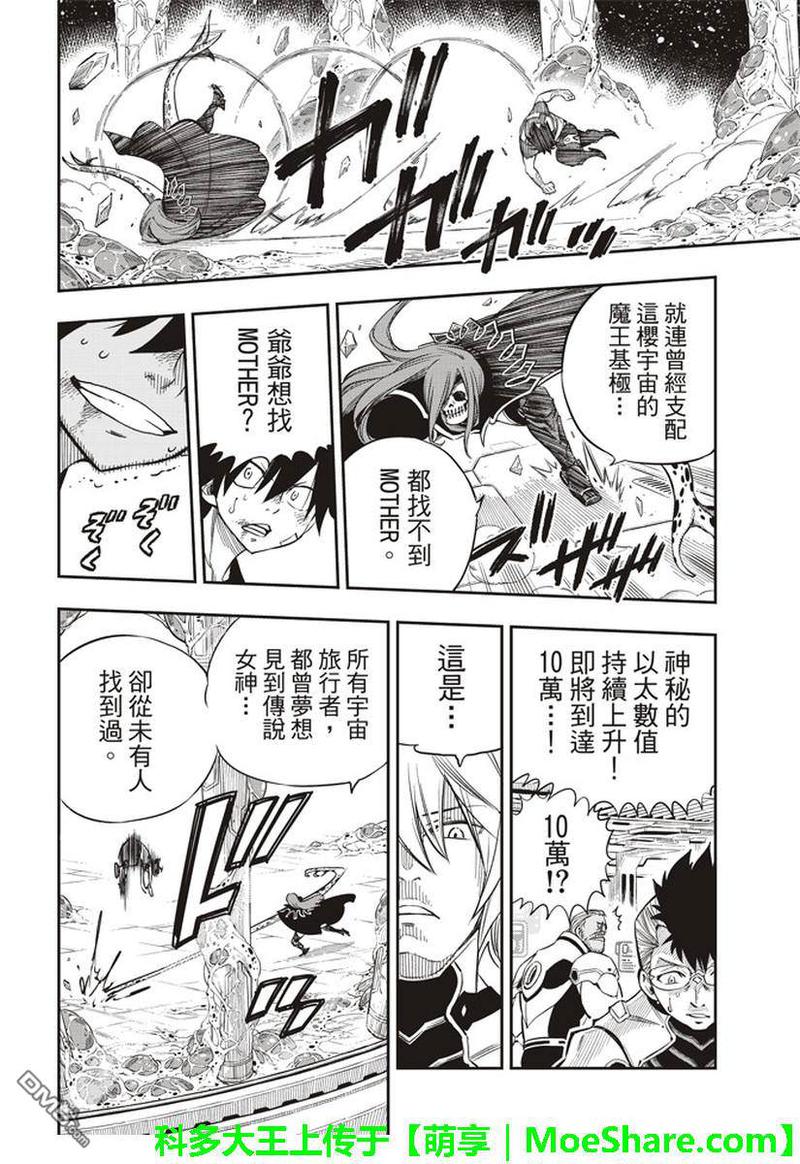 ガ
ガ
ガ
ガ
就連曾經支配
這櫻宇宙的
魔王基極…
都找不到
MOTHER。
ズ
ズ
ズ
爺爺想找
MOTHER?
ぞく
ぞく
神秘的
以太數值
持續上升!
即將到達
10萬…!
10萬!?
這是…
所有宇宙
旅行者,
都曾夢想
見到傳說
女神…
卻從未有人
找到過。
ドッ
DMG
科多大王上传于【萌享|MoeShare.com】